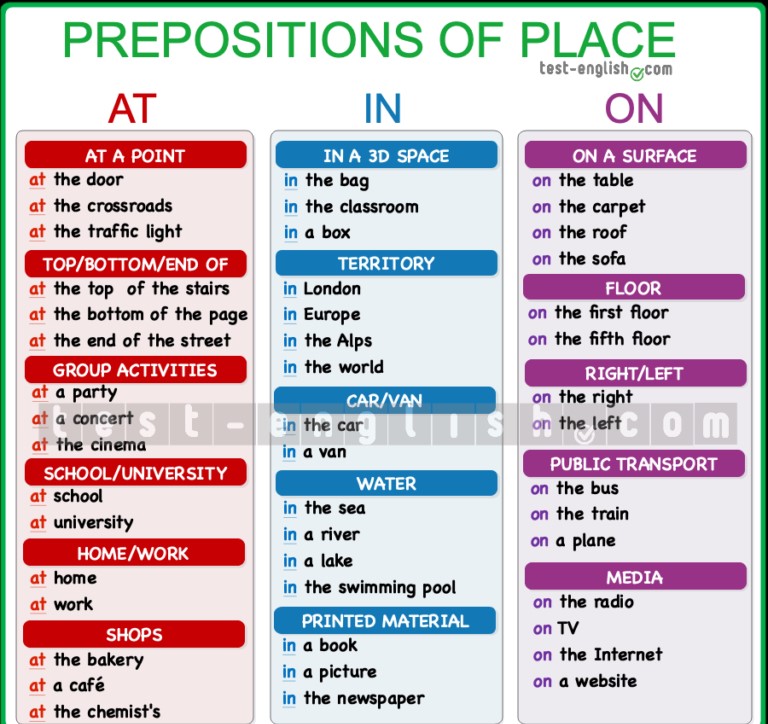 PREPOSITIONS OF PLACE
test-english.com
AT
AT A POINT
at the door
at the crossroads
at the traffic light
TOP/BOTTOM/END OF
at the top of the stairs
at the bottom of the page
at the end of the street
GROUP ACTIVITIES
at a party
at a concert
at the cinema
SCHOOL/UNIVERSITY
at school
at university
HOME/WORK
at home
at work
SHOPS
at the bakery
at a café
at the chemist's
IN
IN A 3D SPACE
in the bag
in the classroom
in a box
TERRITORY
in London
in Europe
in the Alps
in the world
CAR/VAN
in the car
in a van
WATER
in the sea
in a river
in a lake
in the swimming pool
PRINTED MATERIAL
in a book
in a picture
in the newspaper
ON
ON A SURFACE
on the table
on the carpet
on the roof
on the sofa
FLOOR
on the first floor
on the fifth floor
RIGHT/LEFT
on the right
on the left
PUBLIC TRANSPORT
on the bus
on the train
on a plane
MEDIA
on the radio
on TV
on the Internet
on a website
test-english.com